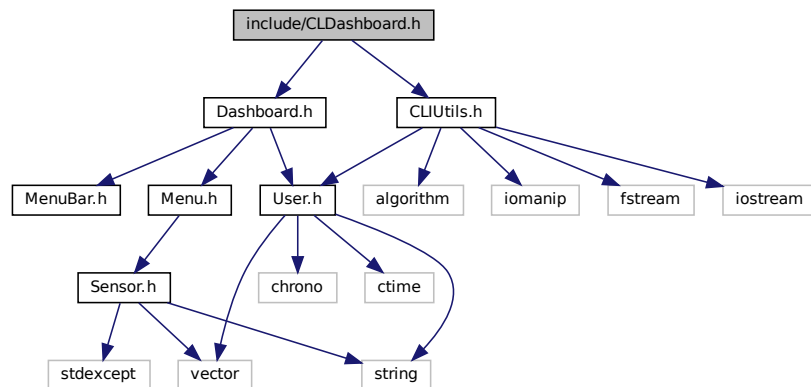 include/CLDashboard.h
Dashboard.h
CLIUtils.h
MenuBar.h
Menu.h
User.h
algorithm
iomanip
fstream
iostream
Sensor.h
chrono
ctime
stdexcept
vector
string